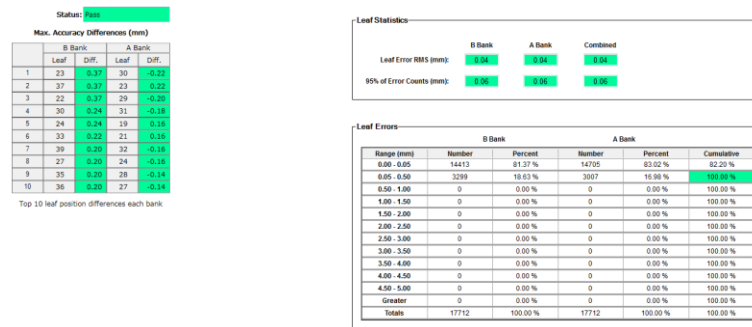 Status: Pass
Max. Accuracy Differences (mm)
B Bank A Bank
Leaf Diff. Leaf Diff.
1 23 0.37 30 -0.22
2 37 0.37 23 0.22
3 22 0.37 29 -0.20
4 30 0.24 31 -0.18
5 24 0.24 19 0.16
6 33 0.22 21 0.16
7 39 0.20 32 -0.16
8 27 0.20 24 -0.16
9 35 0.20 28 -0.14
10 36 0.20 27 -0.14
Top 10 leaf position differences each bank
Leaf Statistics
B Bank A Bank Combined
Leaf Error RMS (mm): 0.04 0.04 0.04
95% of Error Counts (mm): 0.06 0.06 0.06
Leaf Errors
B Bank A Bank
Range (mm) Number Percent Number Percent Cumulative
0.00 - 0.05 14413 81.37 % 14705 83.02 % 82.20 %
0.05 - 0.50 3299 18.63 % 3007 16.98 % 100.00 %
0.50 - 1.00 0 0.00 % 0 0.00 % 100.00 %
1.00 - 1.50 0 0.00 % 0 0.00 % 100.00 %
1.50 - 2.00 0 0.00 % 0 0.00 % 100.00 %
2.00 - 2.50 0 0.00 % 0 0.00 % 100.00 %
2.50 - 3.00 0 0.00 % 0 0.00 % 100.00 %
3.00 - 3.50 0 0.00 % 0 0.00 % 100.00 %
3.50 - 4.00 0 0.00 % 0 0.00 % 100.00 %
4.00 - 4.50 0 0.00 % 0 0.00 % 100.00 %
4.50 - 5.00 0 0.00 % 0 0.00 % 100.00 %
Greater 0 0.00 % 0 0.00 % 100.00 %
Totals 17712 100.00 % 17712 100.00 % 100.00 %